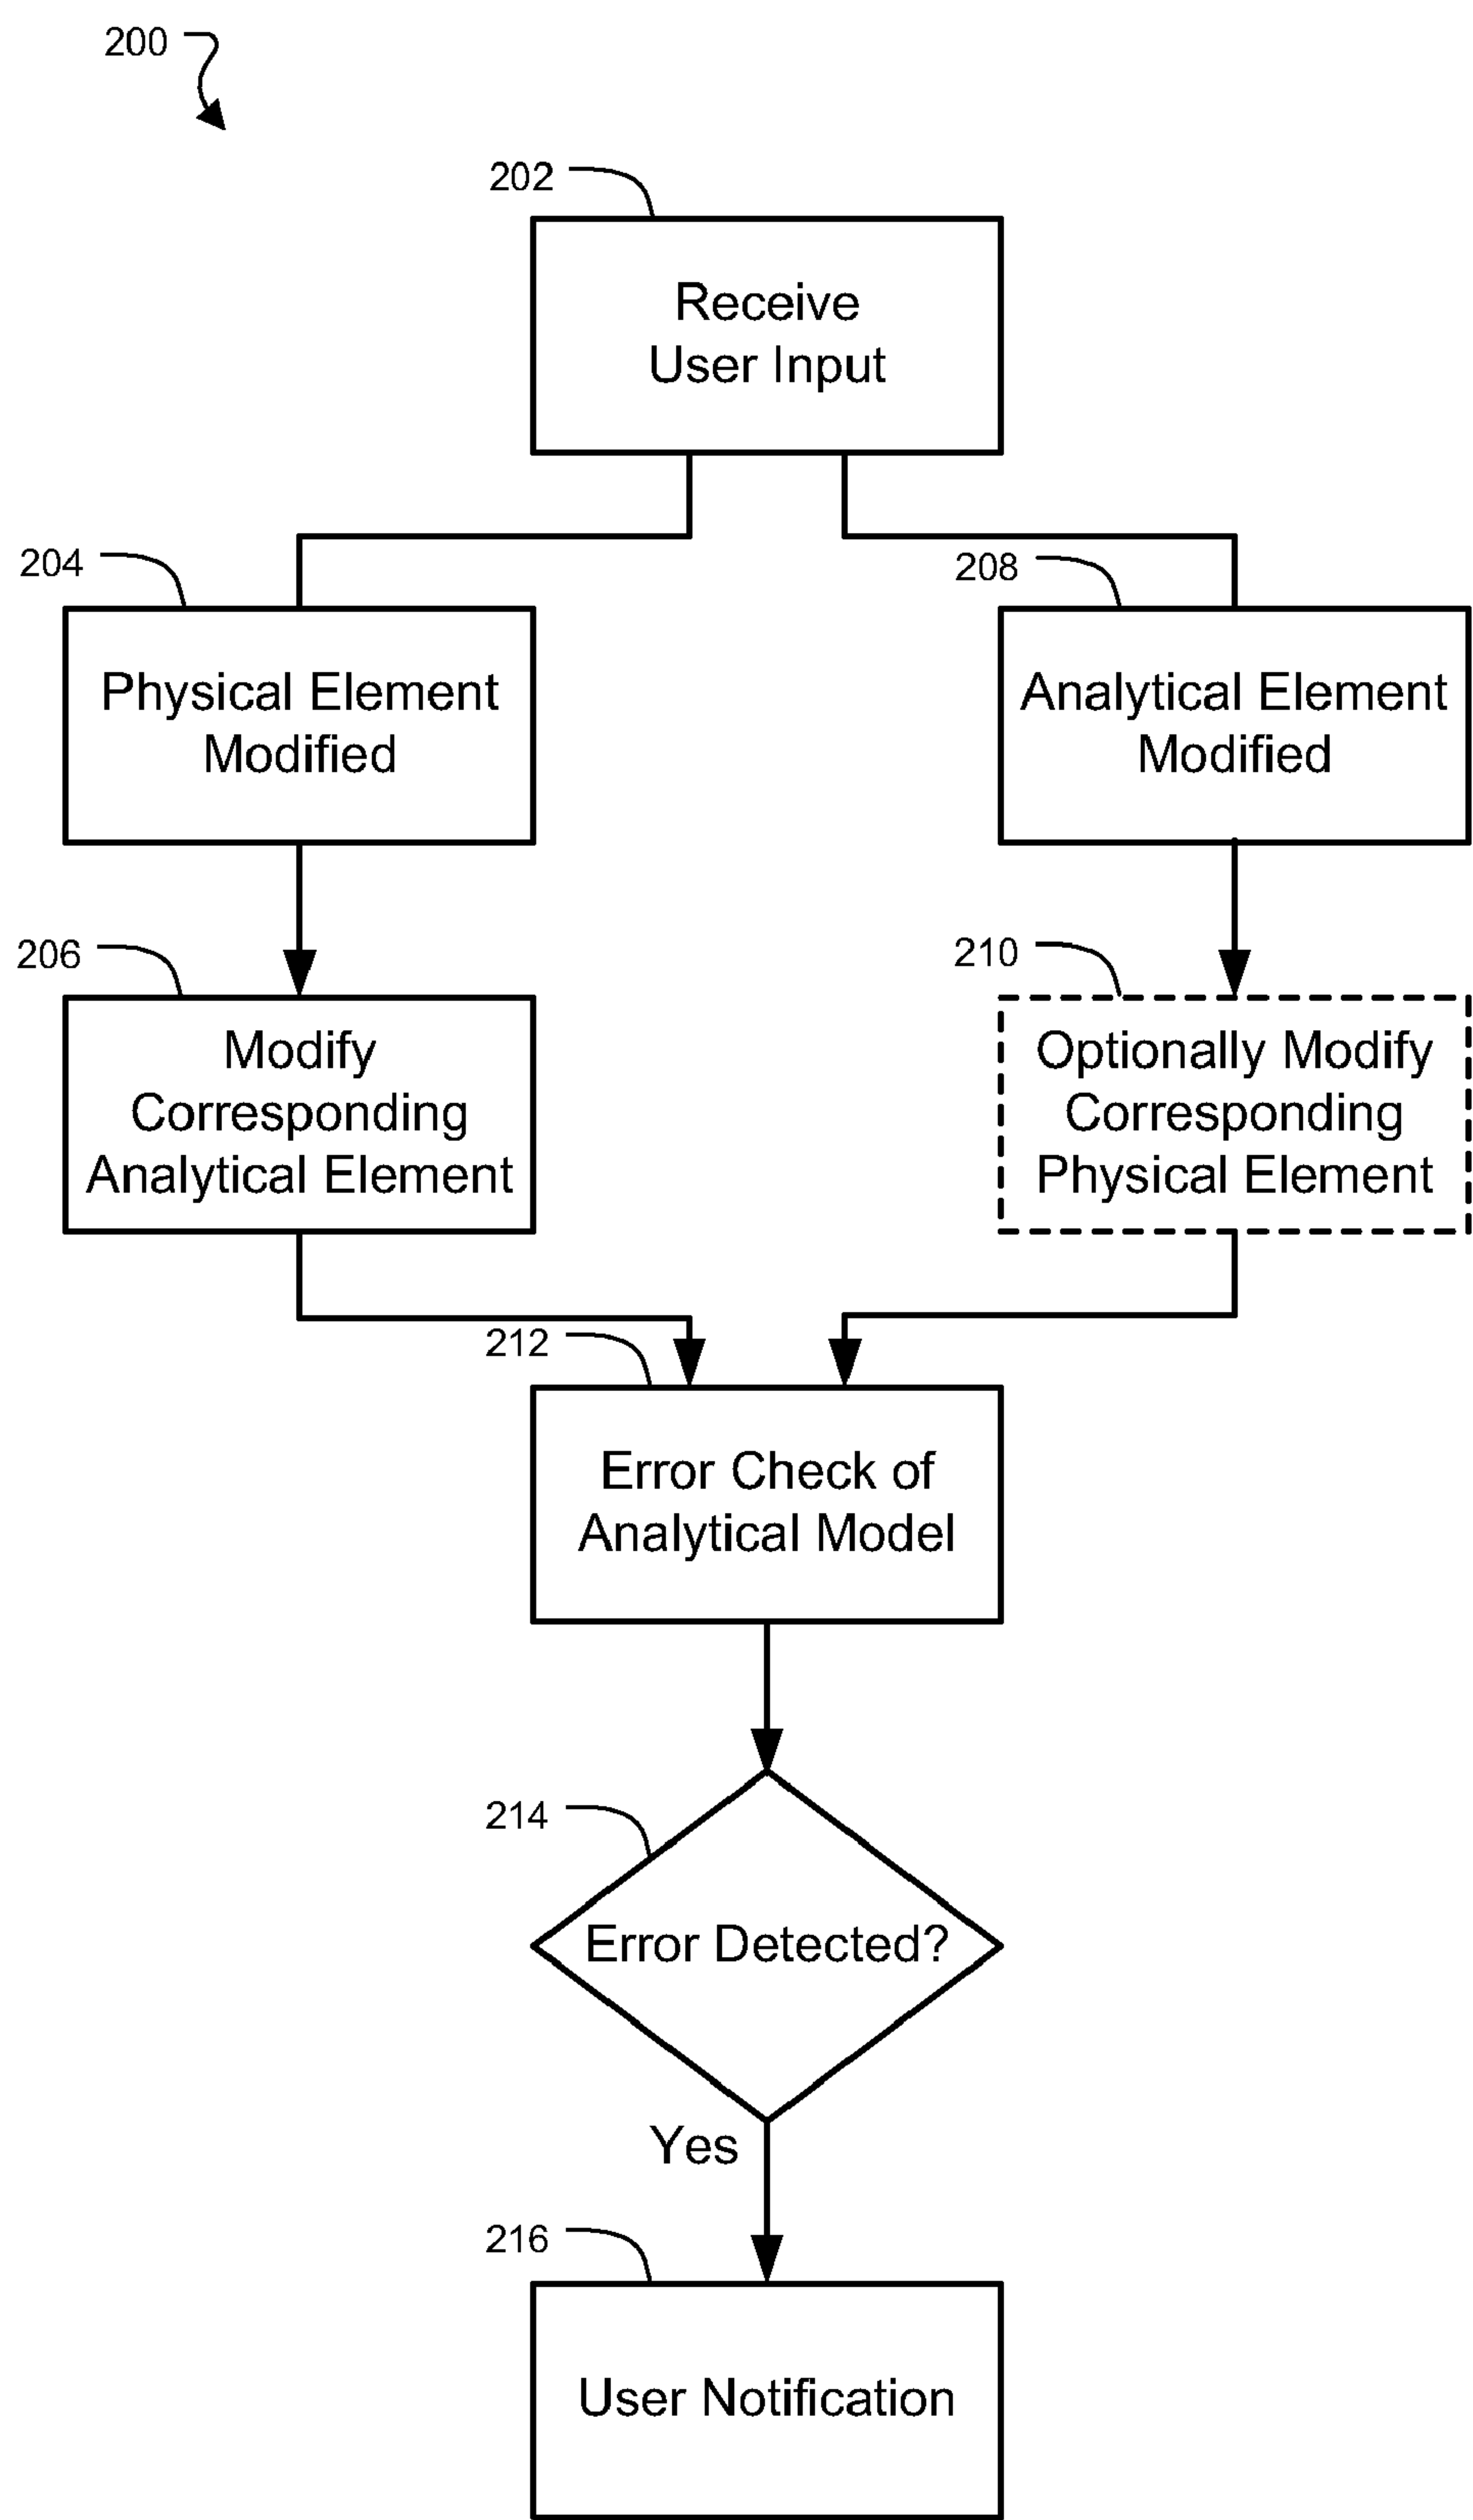 200
202
Receive
User Input
204
Physical Element
Modified
208
Analytical Element
Modified
206
Modify
Corresponding
Analytical Element
210
Optionally Modify
Corresponding
Physical Element
212
Error Check of
Analytical Model
214
Error Detected?
Yes
216
User Notification